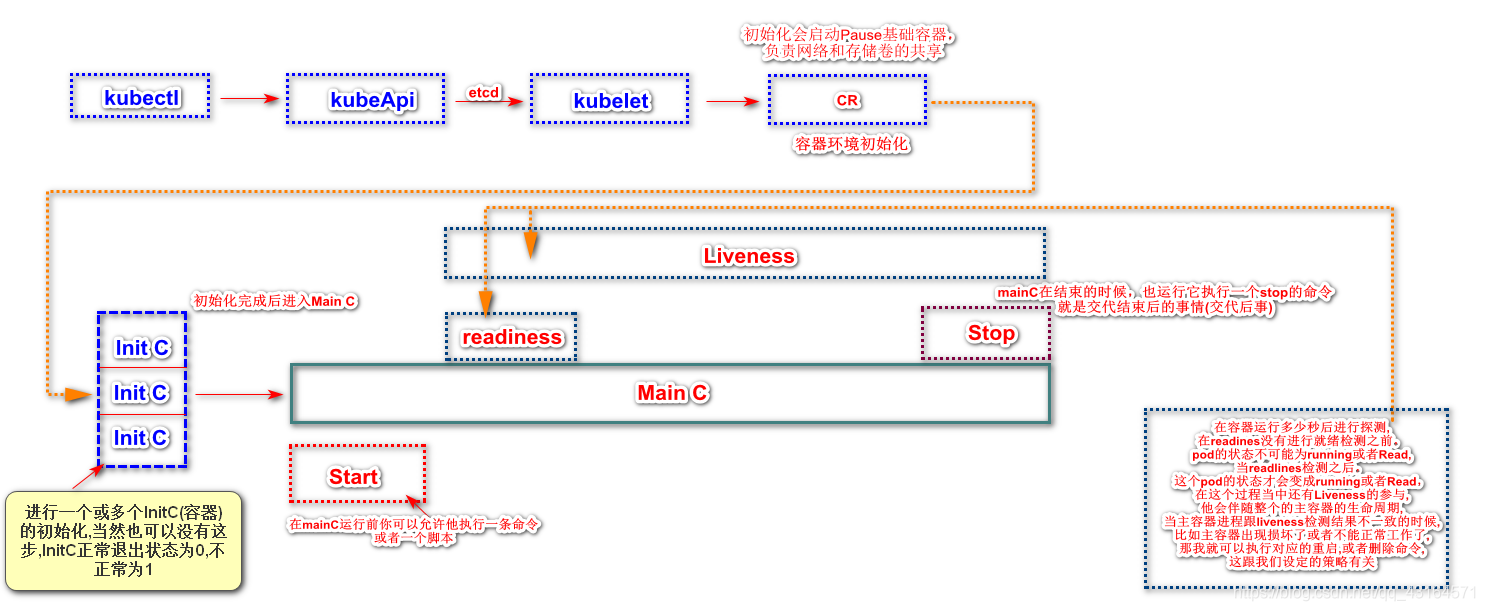 初始化会启动Pause基础容器,
负责网络和存储卷的共享
kubectl
kubeApi
etcd
kubelet
CR
容器环境初始化
Liveness
初始化完成后进入Main C
mainC在结束的时候，也运行它执行一个stop的命令
就是交代结束后的事情(交代后事)
readiness
Stop
Init C
Init C
Init C
Main C
Start
在mainC运行前你可以允许他执行一条命令
或者一个脚本
进行一个或多个InitC(容器)
的初始化,当然也可以没有这
步,InitC正常退出状态为0,不
正常为1
在容器运行多少秒后进行探测,
在readines没有进行就绪检测之前,
pod的状态不可能为running或者Read,
当readlines检测之后,
这个pod的状态才会变成running或者Read,
在这个过程当中还有Liveness的参与,
他会伴随整个的主容器的生命周期,
当主容器进程跟liveness检测结果不一致的时候,
比如主容器出现损坏了或者不能正常工作了,
那我就可以执行对应的重启,或者删除命令,
这跟我们设定的策略有关
https://blog.csdn.net/qq_43164571